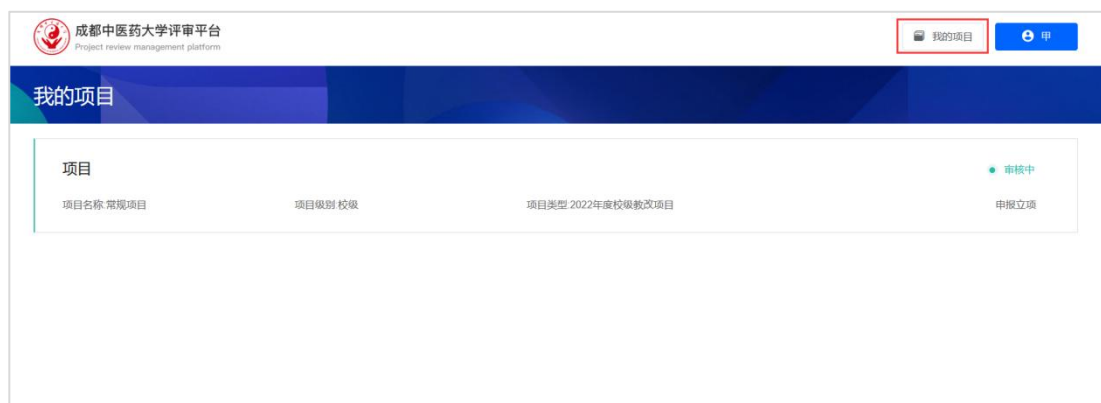 成都中医药大学评审平台
Project review management platform
我的项目
甲
我的项目
项目
审核中
项目名称:常规项目
项目级别:校级
项目类型:2022年度校级教改项目
申报立项